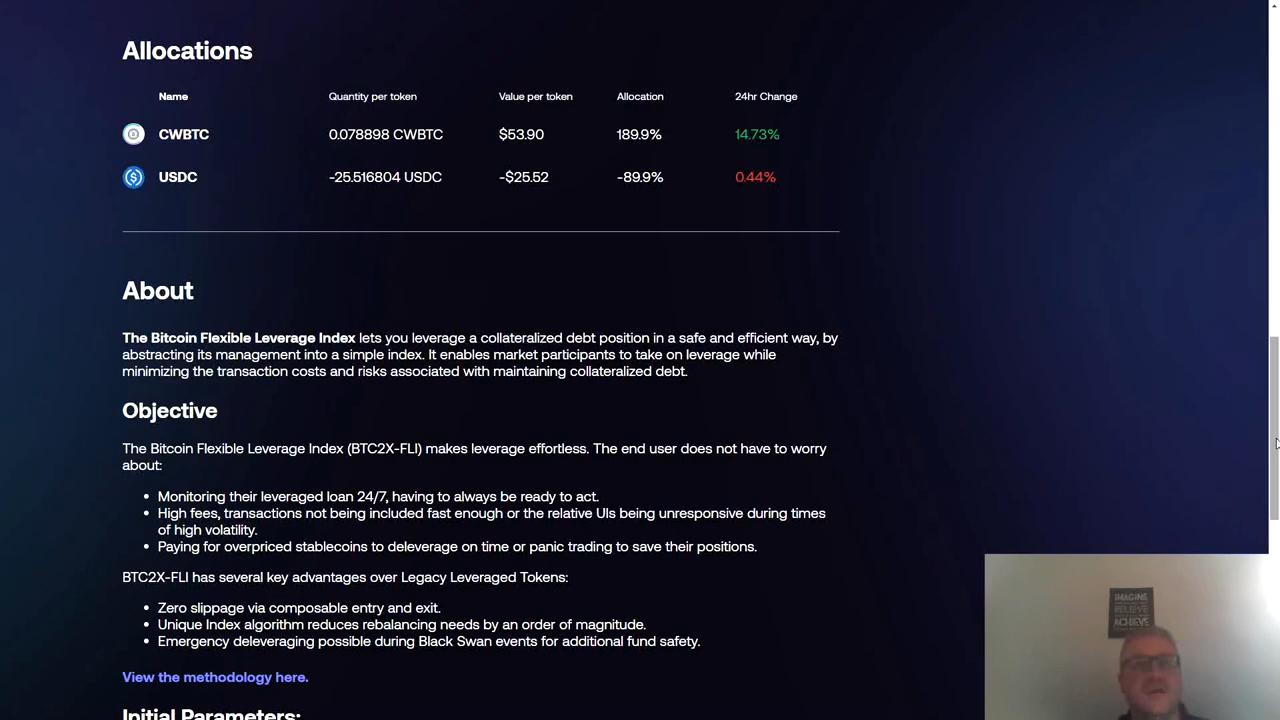 Allocations
Name Quantity per token Value per token Allocation 24hr Change
CWBTC 0.078898 CWBTC $53.90 189.9% 14.73%
USDC -25.516804 USDC -$25.52 -89.9% 0.44%
About
The Bitcoin Flexible Leverage Index lets you leverage a collateralized debt position in a safe and efficient way, by
abstracting its management into a simple index. It enables market participants to take on leverage while
minimizing the transaction costs and risks associated with maintaining collateralized debt.
Objective
The Bitcoin Flexible Leverage Index (BTC2X-FLI) makes leverage effortless. The end user does not have to worry
about:
• Monitoring their leveraged loan 24/7, having to always be ready to act.
• High fees, transactions not being included fast enough or the relative UIs being unresponsive during times
of high volatility.
• Paying for overpriced stablecoins to deleverage on time or panic trading to save their positions.
BTC2X-FLI has several key advantages over Legacy Leveraged Tokens:
• Zero slippage via composable entry and exit.
• Unique Index algorithm reduces rebalancing needs by an order of magnitude.
• Emergency deleveraging possible during Black Swan events for additional fund safety.
View the methodology here.
Initial Parameters:
IMAGINE
BELIEVE
ACHIEVE